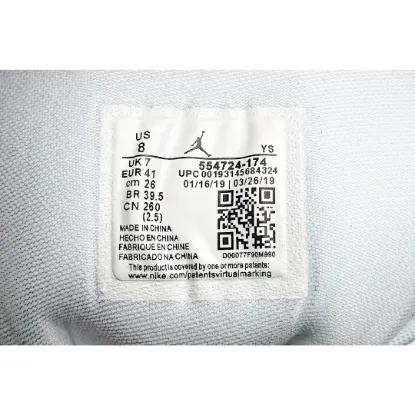 US
8
YS
UK 7
554724-174
EUR 41
UPC 00193145684324
cm 26
01/16/19 | 03/26/19
BR 39.5
CN 260
(2.5)
MADE IN CHINA
HECHO EN CHINA
FABRIQUE EN CHINE
FABRICADO NA CHINA
D00077F90M990
This product is covered by one or more patents. See
www.nike.com/patentsvirtualmarking